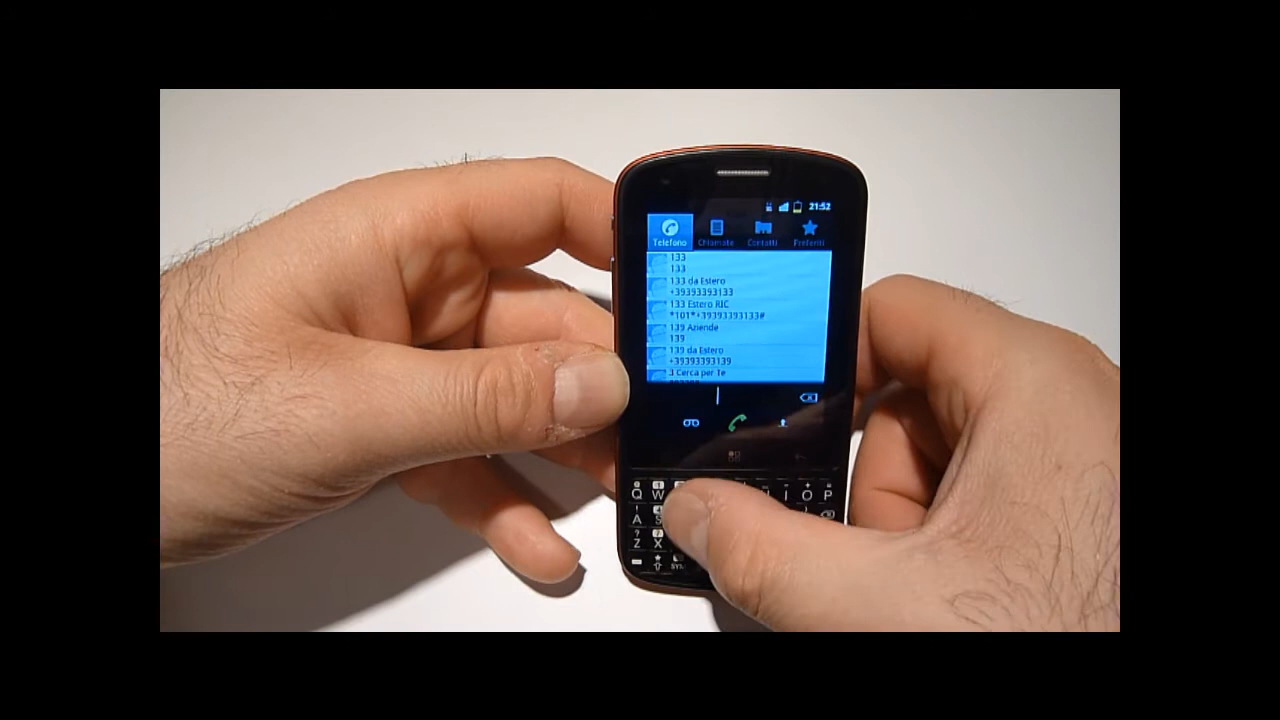 21:52
Telefono Chiamate Contatti Preferiti
133
133
133 da Estero
+39393393133
133 Estero RIC
*101*+39393393133#
139 Aziende
139
139 da Estero
+39393393139
3 Cerca per Te
Q W I O P
A S
Z X
SYM